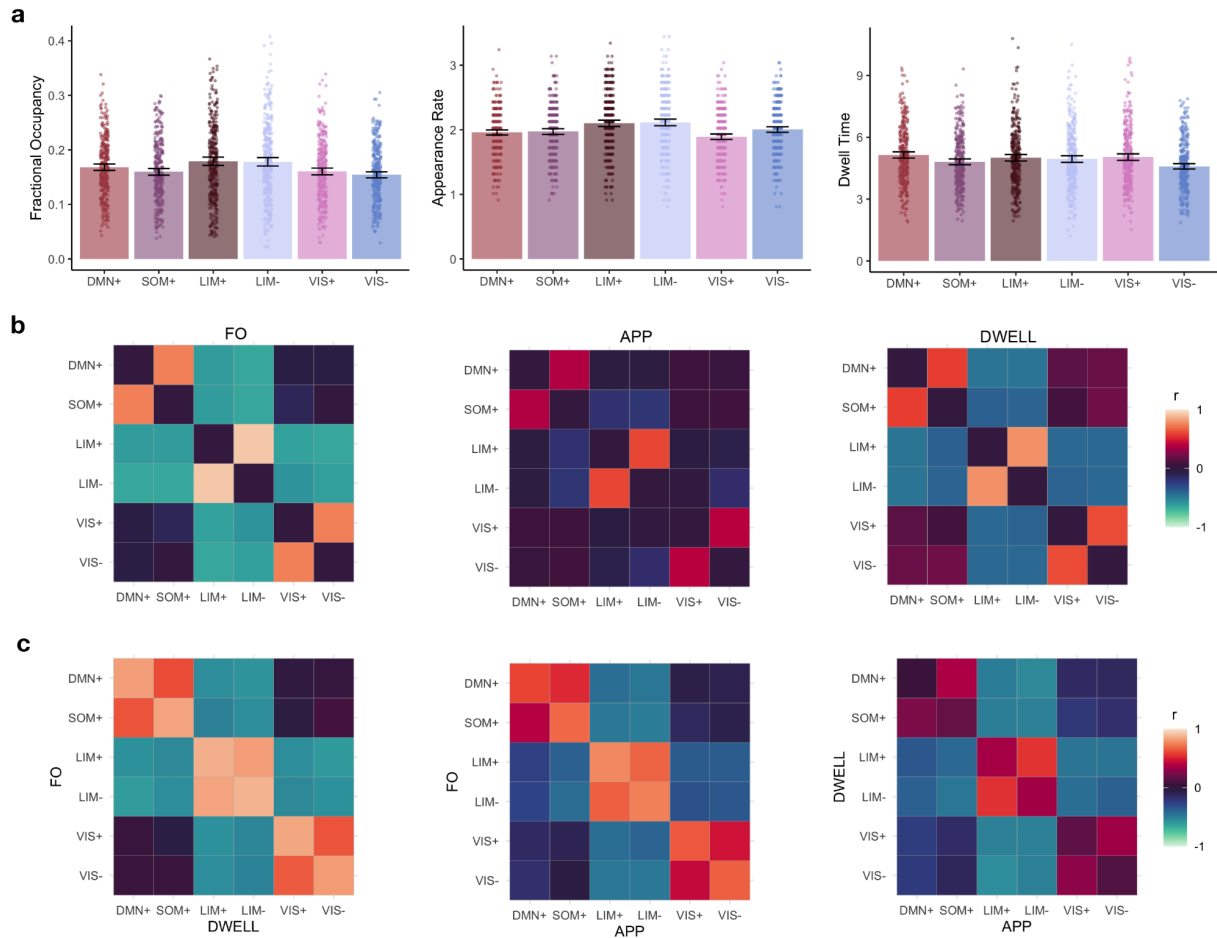 a
Fractional Occupancy
0.4
0.3
0.2
0.1
0.0
DMN+ SOM+ LIM+ LIM- VIS+ VIS-
Appearance Rate
3
2
1
0
DMN+ SOM+ LIM+ LIM- VIS+ VIS-
Dwell Time
9
6
3
0
DMN+ SOM+ LIM+ LIM- VIS+ VIS-
b
FO
DMN+
SOM+
LIM+
LIM-
VIS+
VIS-
DMN+ SOM+ LIM+ LIM- VIS+ VIS-
APP
DMN+
SOM+
LIM+
LIM-
VIS+
VIS-
DMN+ SOM+ LIM+ LIM- VIS+ VIS-
DWELL
DMN+
SOM+
LIM+
LIM-
VIS+
VIS-
DMN+ SOM+ LIM+ LIM- VIS+ VIS-
r
1
0
-1
c
FO
DMN+
SOM+
LIM+
LIM-
VIS+
VIS-
DMN+ SOM+ LIM+ LIM- VIS+ VIS-
DWELL
FO
DMN+
SOM+
LIM+
LIM-
VIS+
VIS-
DMN+ SOM+ LIM+ LIM- VIS+ VIS-
APP
DWELL
DMN+
SOM+
LIM+
LIM-
VIS+
VIS-
DMN+ SOM+ LIM+ LIM- VIS+ VIS-
APP
r
1
0
-1